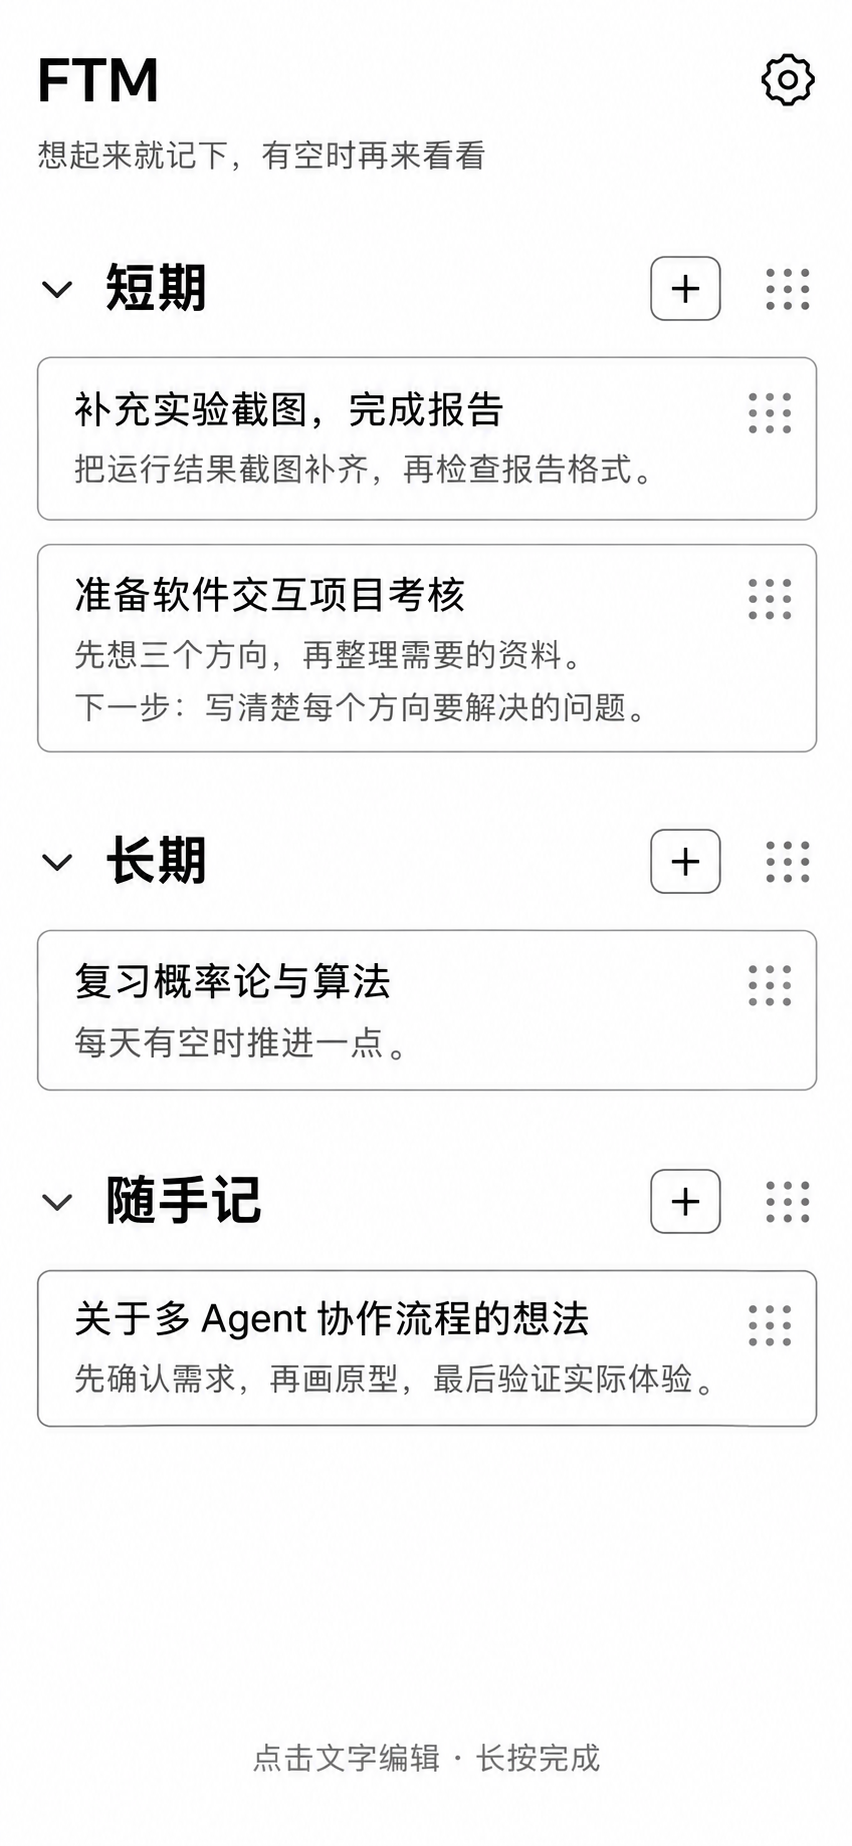 FTM
想起来就记下，有空时再来看看
短期
补充实验截图，完成报告
把运行结果截图补齐，再检查报告格式。
准备软件交互项目考核
先想三个方向，再整理需要的资料。
下一步：写清楚每个方向要解决的问题。
长期
复习概率论与算法
每天有空时推进一点。
随手记
关于多 Agent 协作流程的想法
先确认需求，再画原型，最后验证实际体验。
点击文字编辑 · 长按完成